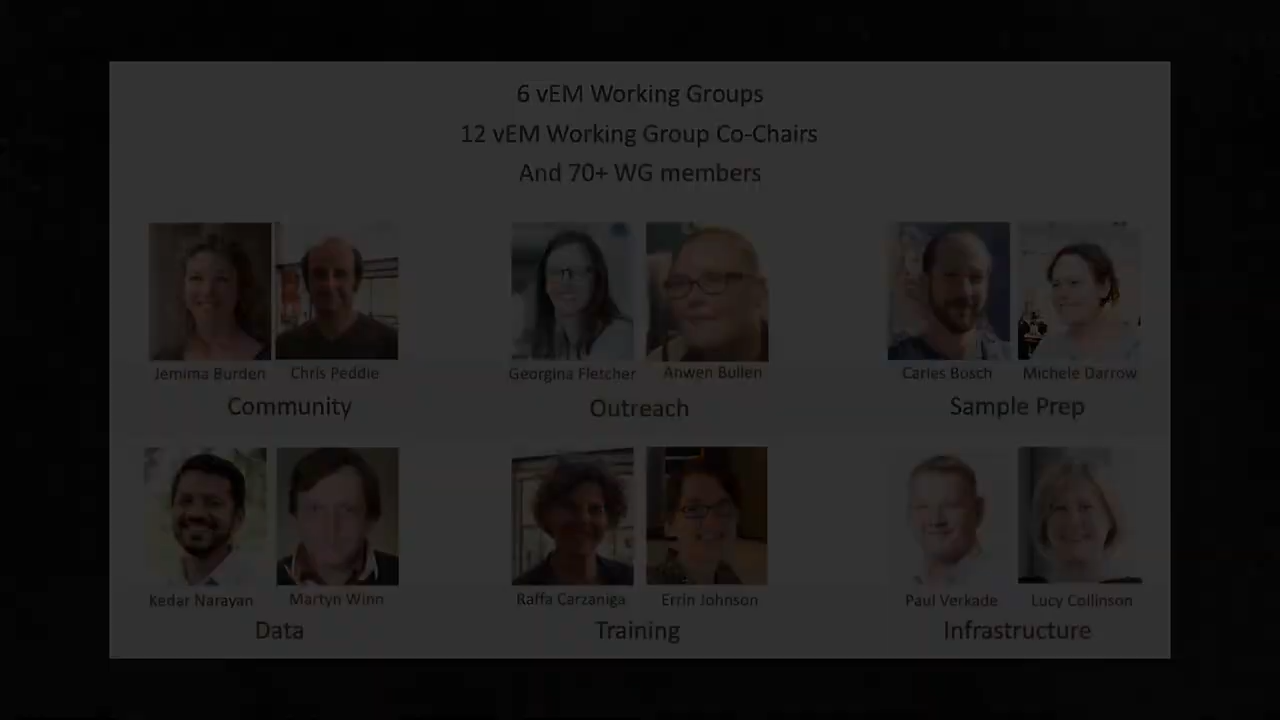 6 vEM Working Groups
12 vEM Working Group Co-Chairs
And 70+ WG members
Jemima Burden Chris Peddie Georgina Fletcher Anwen Bullen Carles Bosch Michele Darrow
Community Outreach Sample Prep
Kedar Narayan Martyn Winn Raffa Carzaniga Errin Johnson Paul Verkade Lucy Collinson
Data Training Infrastructure